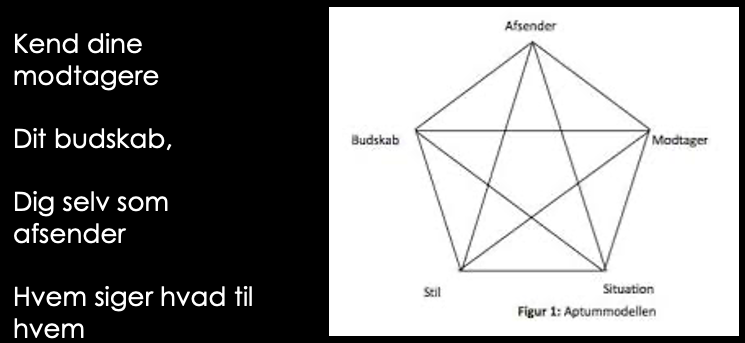 Kend dine
modtagere
Dit budskab,
Dig selv som
afsender
Hvem siger hvad til
hvem
Afsender
Budskab
Modtager
Stil
Situation
Figur 1: Aptummodellen